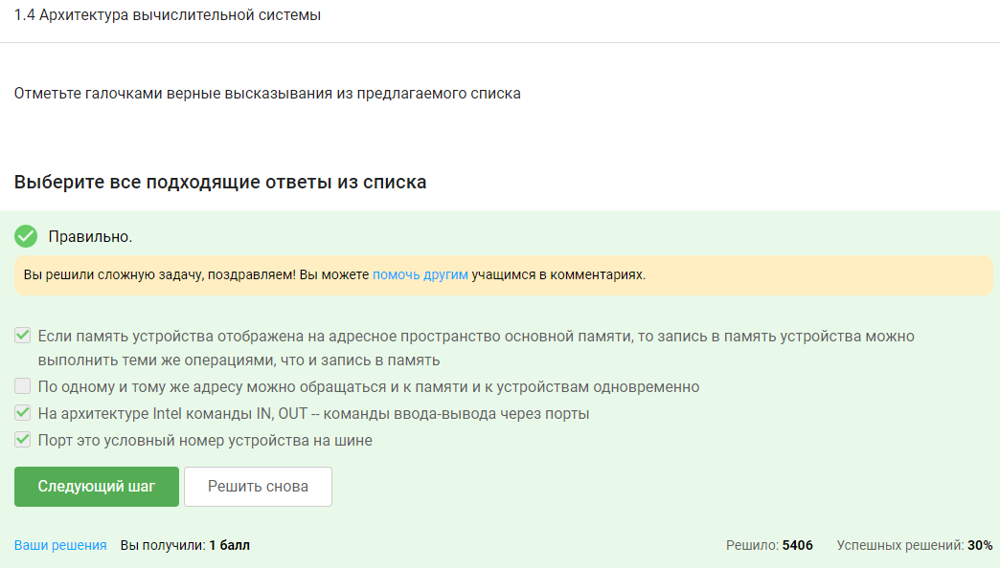 1.4 Архитектура вычислительной системы
Отметьте галочками верные высказывания из предлагаемого списка
Выберите все подходящие ответы из списка
Правильно.
Вы решили сложную задачу, поздравляем! Вы можете помочь другим учащимся в комментариях.
Если память устройства отображена на адресное пространство основной памяти, то запись в память устройства можно
выполнить теми же операциями, что и запись в память
По одному и тому же адресу можно обращаться и к памяти и к устройствам одновременно
На архитектуре Intel команды IN, OUT -- команды ввода-вывода через порты
Порт это условный номер устройства на шине
Следующий шаг Решить снова
Ваши решения Вы получили: 1 балл Решило: 5406 Успешных решений: 30%